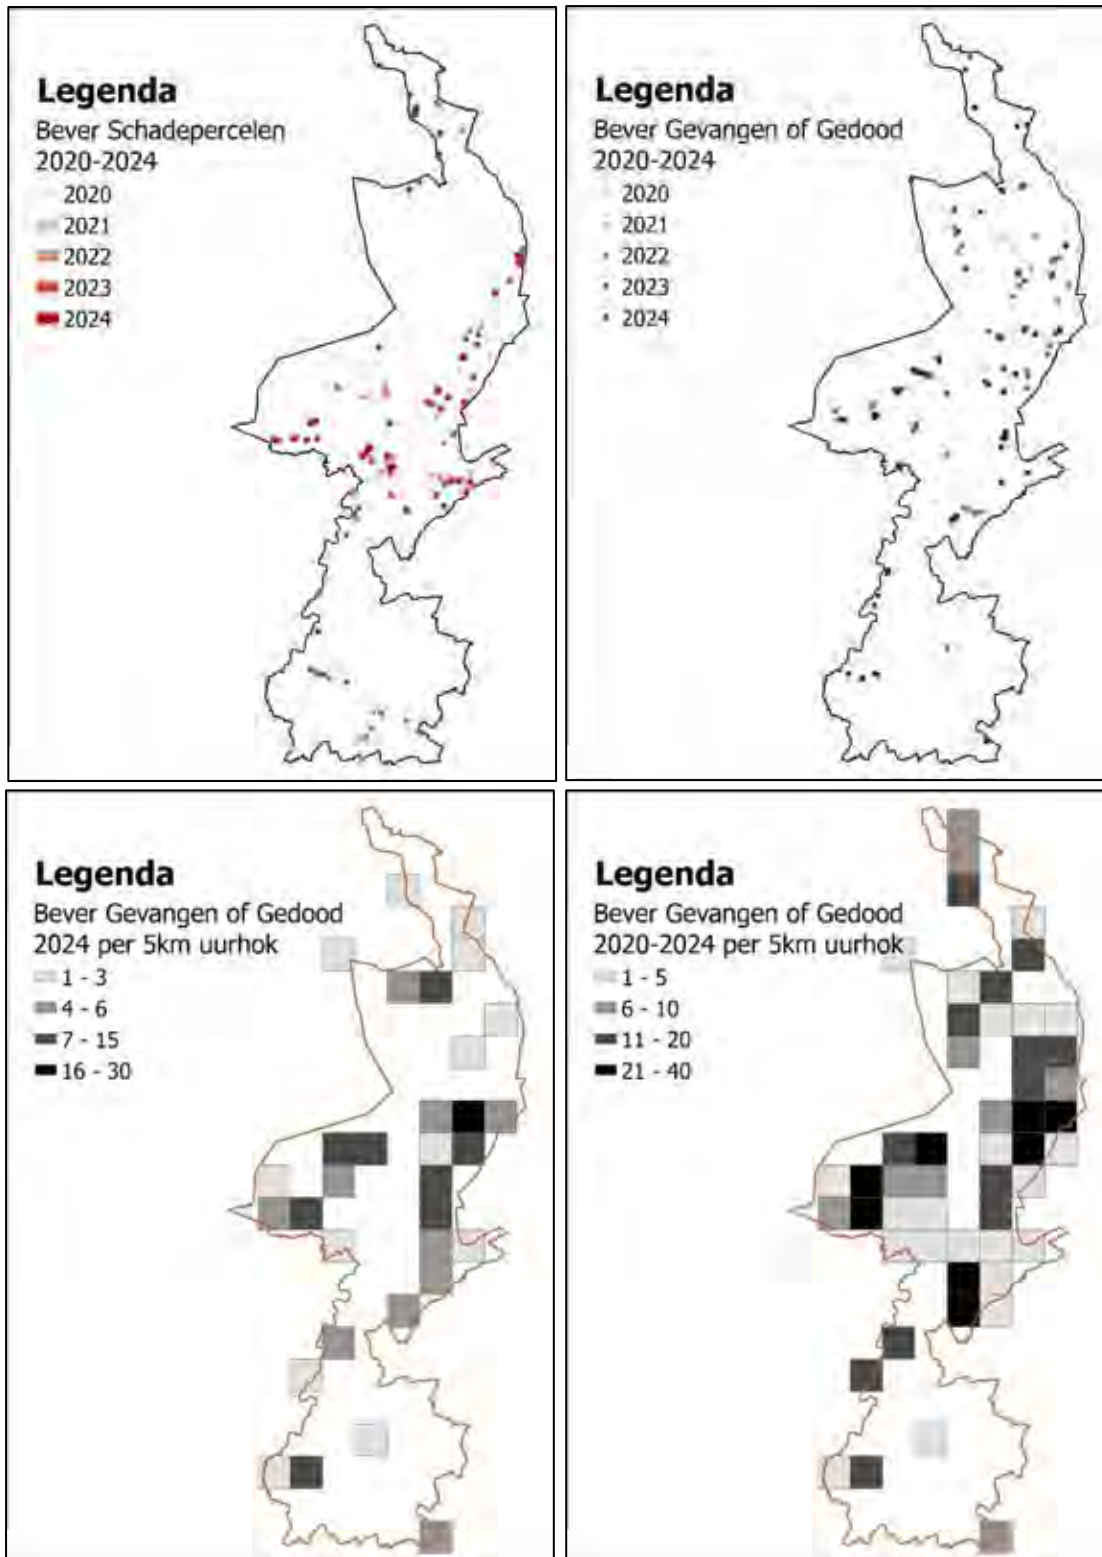 Legenda
Bever Schadepercelen
2020-2024
2020
2021
2022
2023
2024
Legenda
Bever Gevangen of Gedood
2020-2024
2020
2021
2022
2023
2024
Legenda
Bever Gevangen of Gedood
2024 per 5km uurhok
1 - 3
4 - 6
7 - 15
16 - 30
Legenda
Bever Gevangen of Gedood
2020-2024 per 5km uurhok
1 - 5
6 - 10
11 - 20
21 - 40